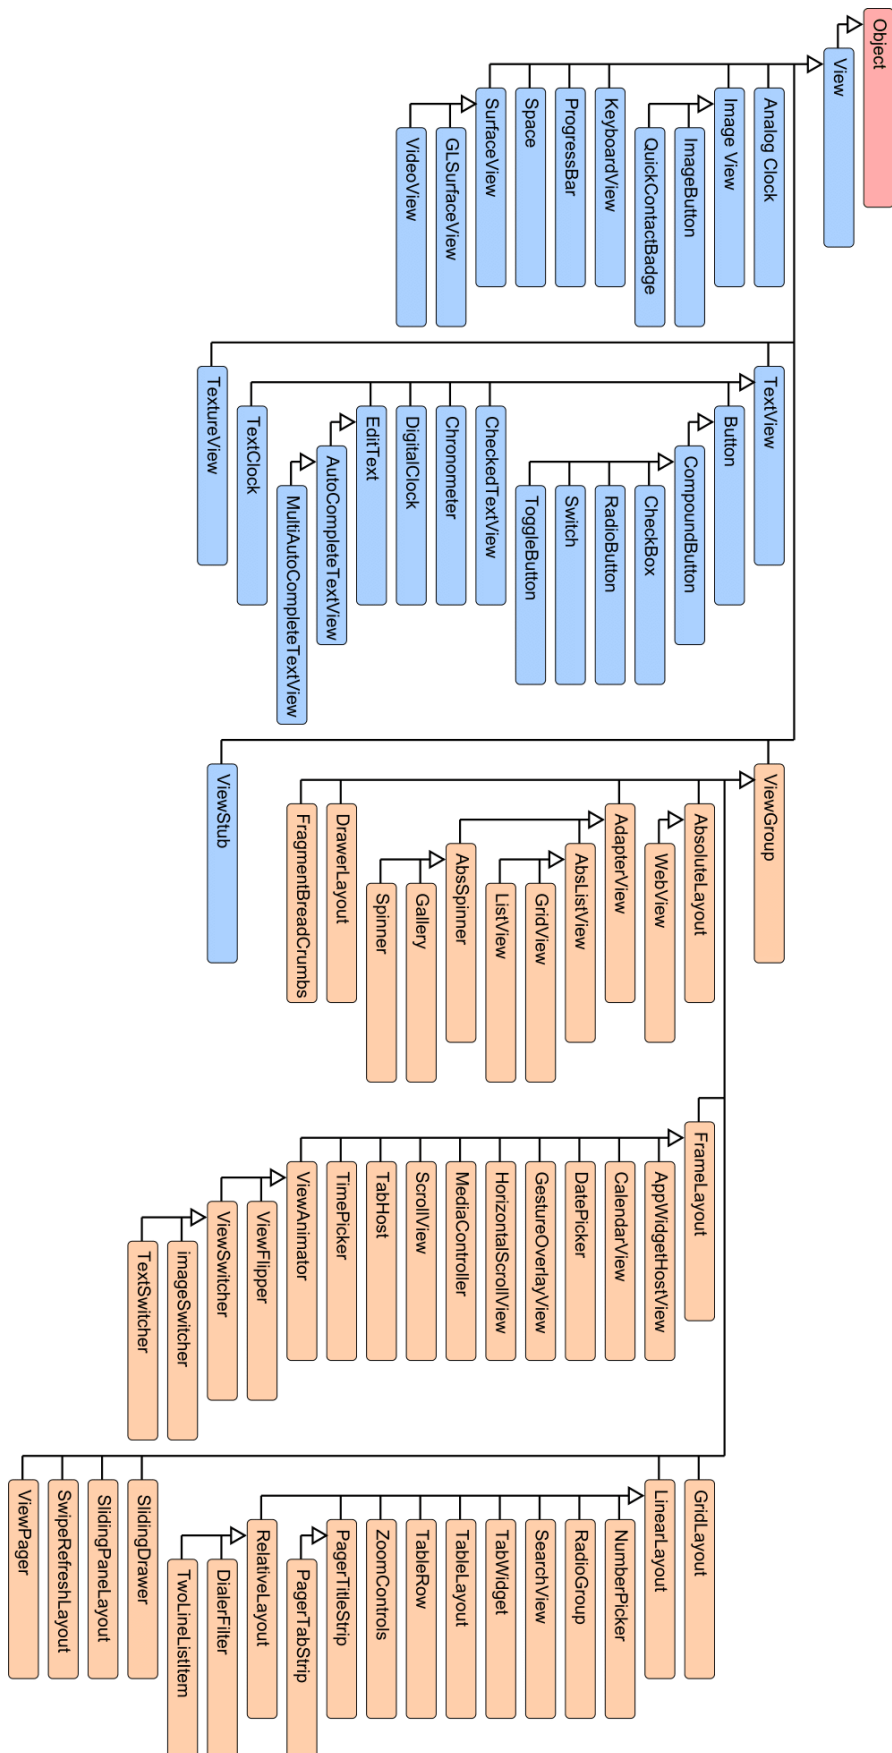 Object
View
Analog Clock
Image View
ImageButton
QuickContactBadge
KeyboardView
ProgressBar
Space
SurfaceView
GLSurfaceView
VideoView
TextView
Button
CompoundButton
CheckBox
RadioButton
Switch
ToggleButton
CheckedTextView
Chronometer
DigitalClock
EditText
AutoCompleteTextView
MultiAutoCompleteTextView
TextClock
TextureView
ViewGroup
AbsoluteLayout
WebView
AdapterView
AbsListView
GridView
ListView
AbsSpinner
Gallery
Spinner
DrawerLayout
FragmentBreadCrumbs
ViewStub
FrameLayout
AppWidgetHostView
CalendarView
DatePicker
GestureOverlayView
HorizontalScrollView
MediaController
ScrollView
TabHost
TimePicker
ViewAnimator
ViewFlipper
ViewSwitcher
imageSwitcher
TextSwitcher
GridLayout
LinearLayout
NumberPicker
RadioGroup
SearchView
TabWidget
TableLayout
TableRow
ZoomControls
PagerTitleStrip
PagerTabStrip
RelativeLayout
DialerFilter
TwoLineListItem
SlidingDrawer
SlidingPaneLayout
SwipeRefreshLayout
ViewPager